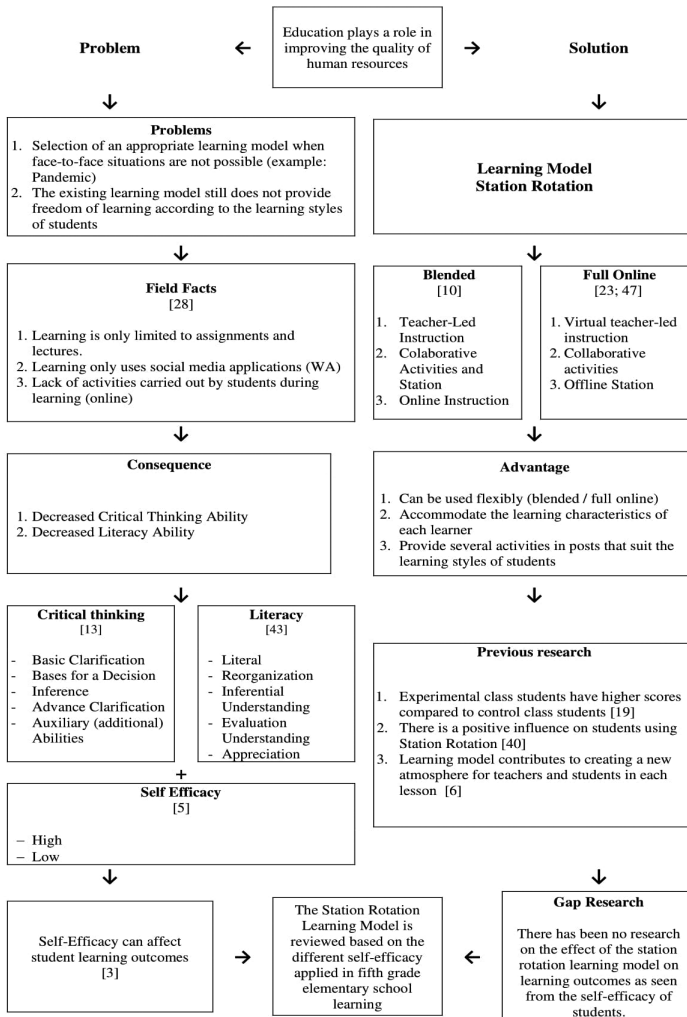 Education plays a role in
improving the quality of
human resources
Problem
←
→
Solution
Problems
1. Selection of an appropriate learning model when
face-to-face situations are not possible (example:
Pandemic)
2. The existing learning model still does not provide
freedom of learning according to the learning styles
of students
Learning Model
Station Rotation
Field Facts
[28]
1. Learning is only limited to assignments and
lectures.
2. Learning only uses social media applications (WA)
3. Lack of activities carried out by students during
learning (online)
Blended
[10]
1. Teacher-Led
Instruction
2. Colaborative
Activities and
Station
3. Online Instruction
Full Online
[23; 47]
1. Virtual teacher-led
instruction
2. Collaborative
activities
3. Offline Station
Consequence
1. Decreased Critical Thinking Ability
2. Decreased Literacy Ability
Advantage
1. Can be used flexibly (blended / full online)
2. Accommodate the learning characteristics of
each learner
3. Provide several activities in posts that suit the
learning styles of students
Critical thinking
[13]
- Basic Clarification
- Bases for a Decision
- Inference
- Advance Clarification
- Auxiliary (additional)
Abilities
Literacy
[43]
- Literal
- Reorganization
- Inferential
Understanding
- Evaluation
Understanding
- Appreciation
+
Self Efficacy
[5]
– High
– Low
Previous research
1. Experimental class students have higher scores
compared to control class students [19]
2. There is a positive influence on students using
Station Rotation [40]
3. Learning model contributes to creating a new
atmosphere for teachers and students in each
lesson [6]
Self-Efficacy can affect
student learning outcomes
[3]
The Station Rotation
Learning Model is
reviewed based on the
different self-efficacy
applied in fifth grade
elementary school
learning
Gap Research
There has been no research
on the effect of the station
rotation learning model on
learning outcomes as seen
from the self-efficacy of
students.